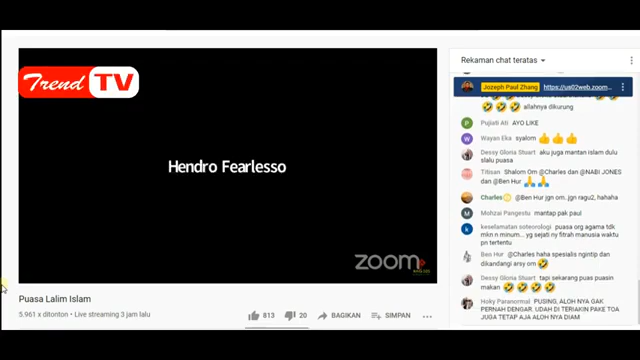 Trend TV
Hendro Fearlesso
zoom
Puasa Lalim Islam
5.961 x ditonton • Live streaming 3 jam lalu
813
20
BAGIKAN
SIMPAN
Rekaman chat teratas
Jozeph Paul Zhang https://us02web.zoom...
🤣🤣🤣 allahnya dikurung
Pujiati Ati AYO LIKE
Wayan Eka syalom 👍👍👍
Dessy Gloria Stuart aku juga mantan islam dulu
slalu puasa
Titisan Shalom Om @Charles dan @NABI JONES
dan @Ben Hur 🙏🙏
Charles @Ben Hur jgn om..jgn ragu2, hahaha
Mohzai Pangestu mantap pak paul
keselamatan soteorologi puasa org agama tdk
mkn n minum... yg sejati ny fitrah manusia waktu
pn tertentu
Ben Hur @Charles haha spesialis ngintip dan
dikandangi arsy om 🤣
Dessy Gloria Stuart tapi sekarang puas puasin
makan 🤣🤣🤣🤣
Hoky Paranormal PUSING, ALOH NYA GAK
PERNAH DENGAR. UDAH DI TERIAKIN PAKE TOA
JUGA TETAP AJA ALOH NYA DIAM